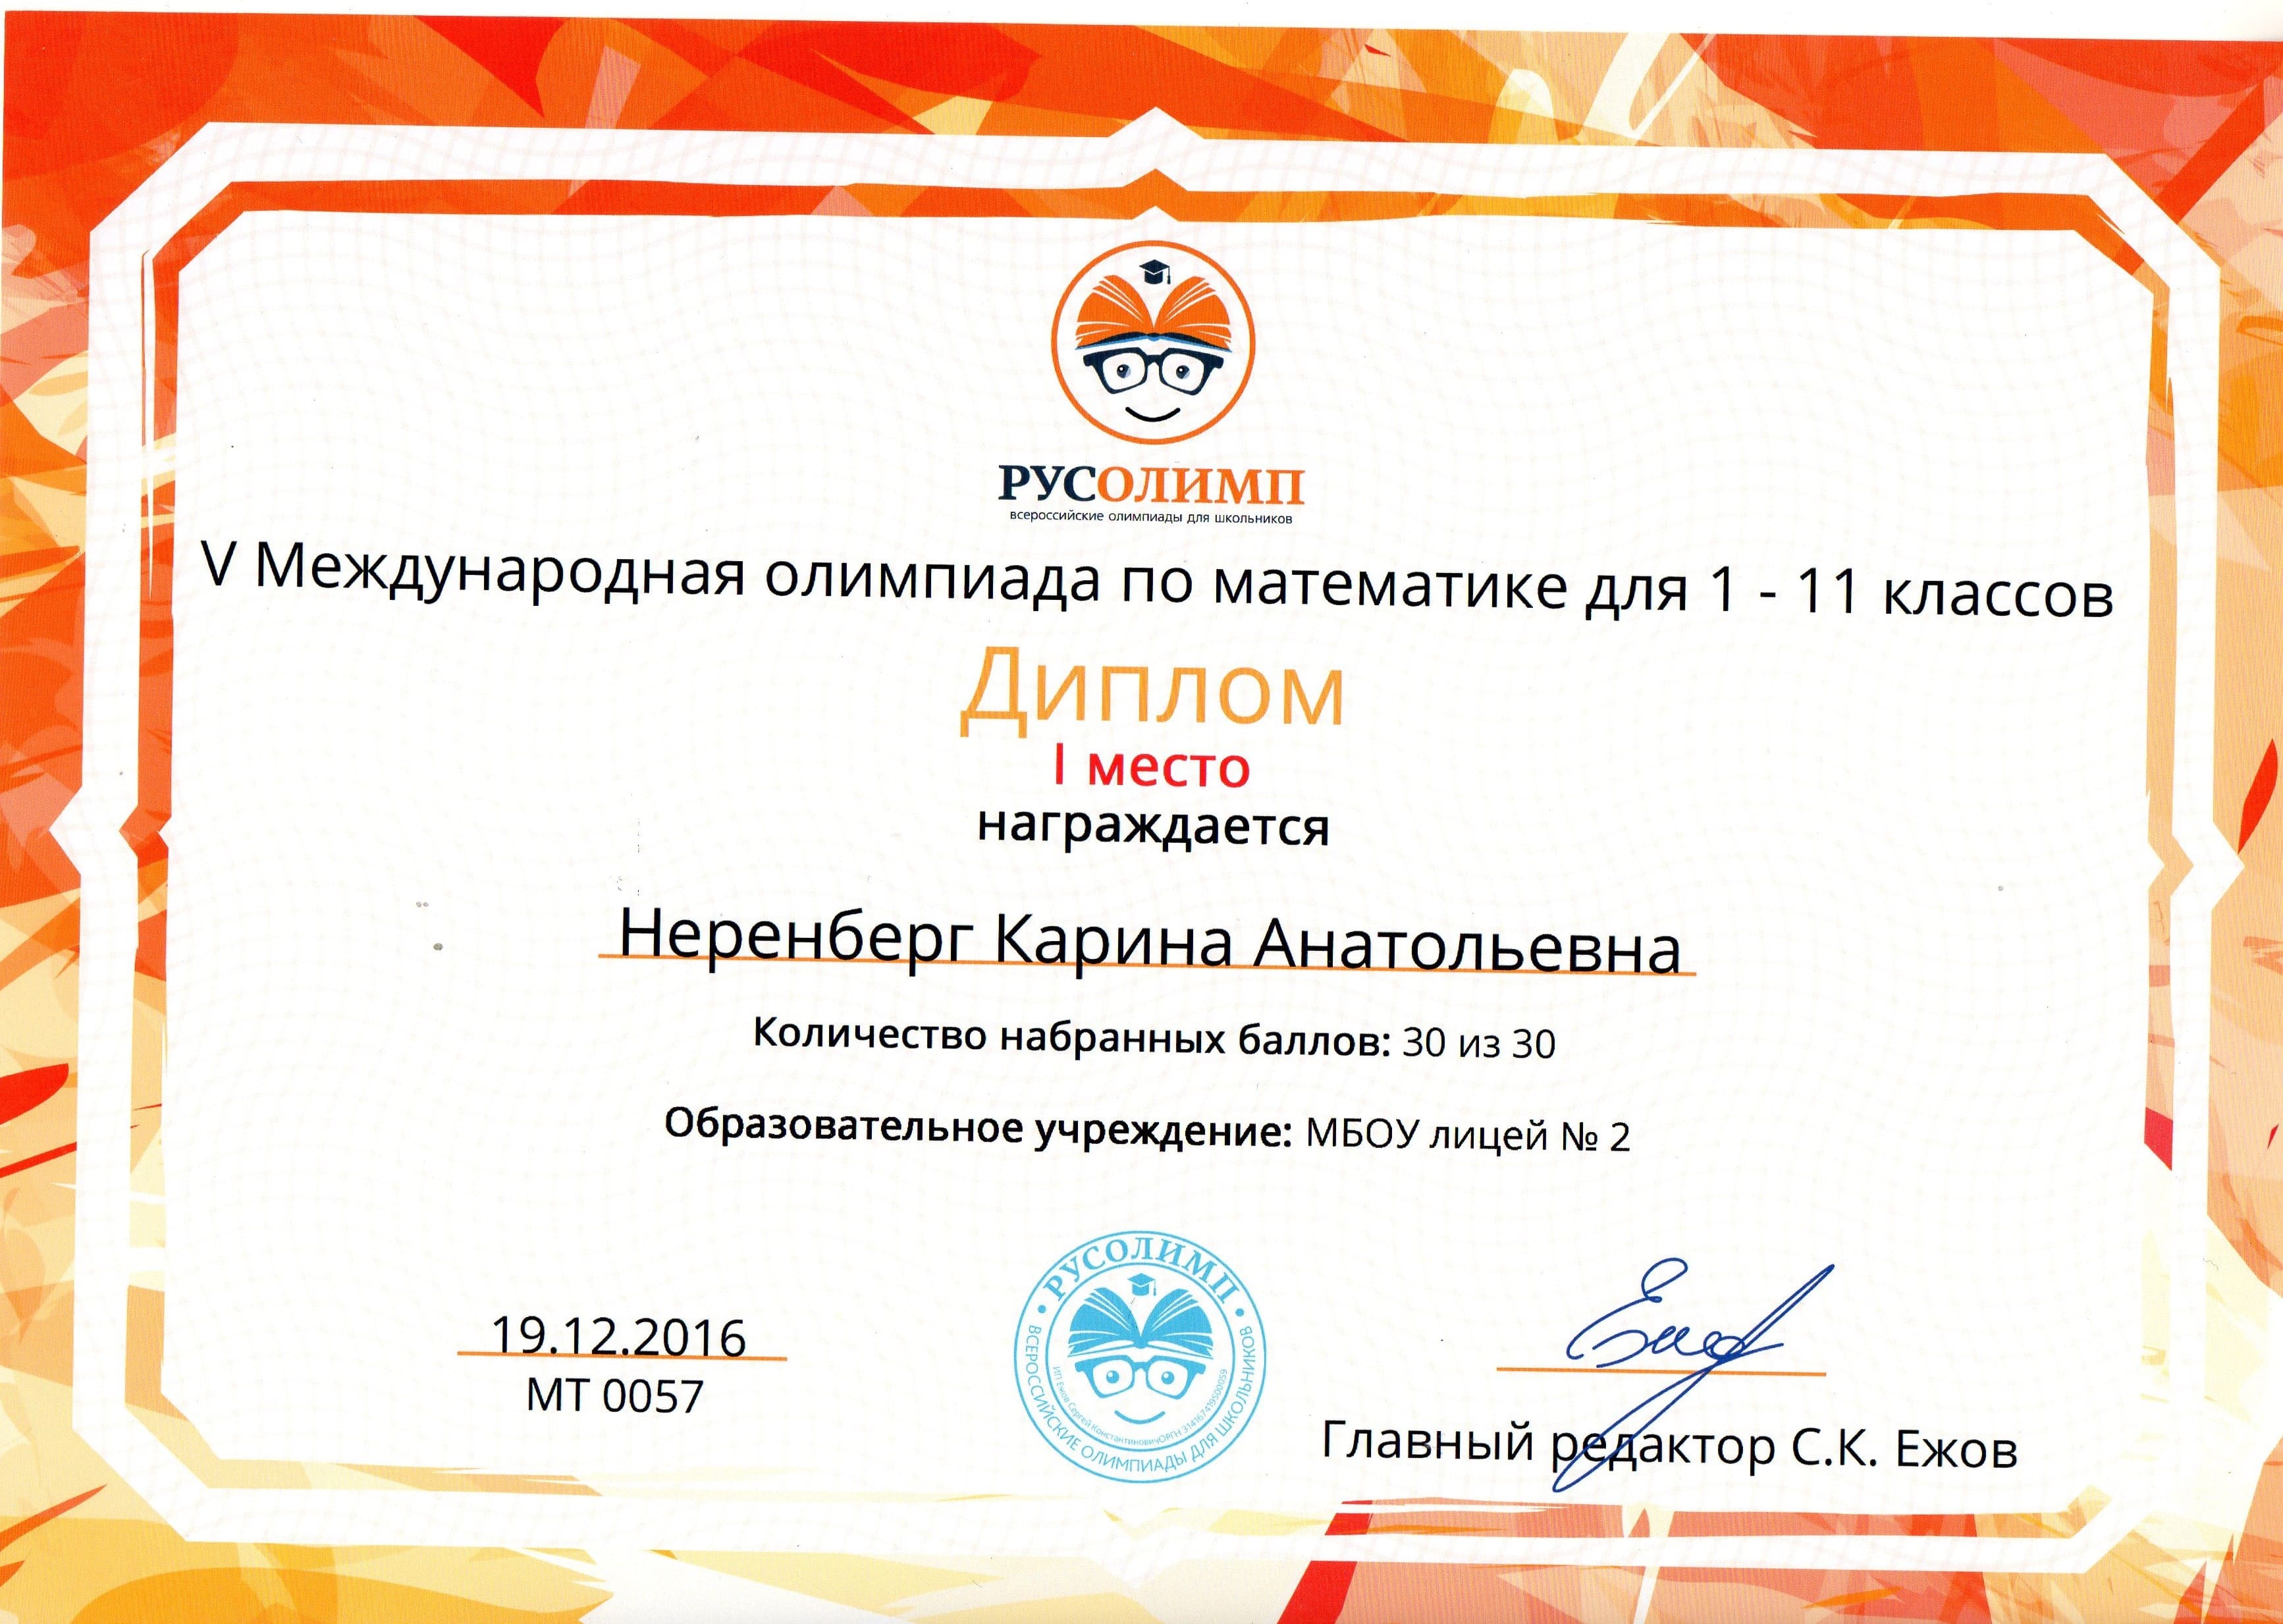 РУСОЛИМП
всероссийские олимпиады для школьников
V Международная олимпиада по математике для 1 - 11 классов
Диплом
I место
награждается
Неренберг Карина Анатольевна
Количество набранных баллов: 30 из 30
Образовательное учреждение: МБОУ лицей № 2
19.12.2016
МТ 0057
• РУСОЛИМП •
ВСЕРОССИЙСКИЕ ОЛИМПИАДЫ ДЛЯ ШКОЛЬНИКОВ
ИП Ежов Сергей Константинович
Главный редактор С.К. Ежов